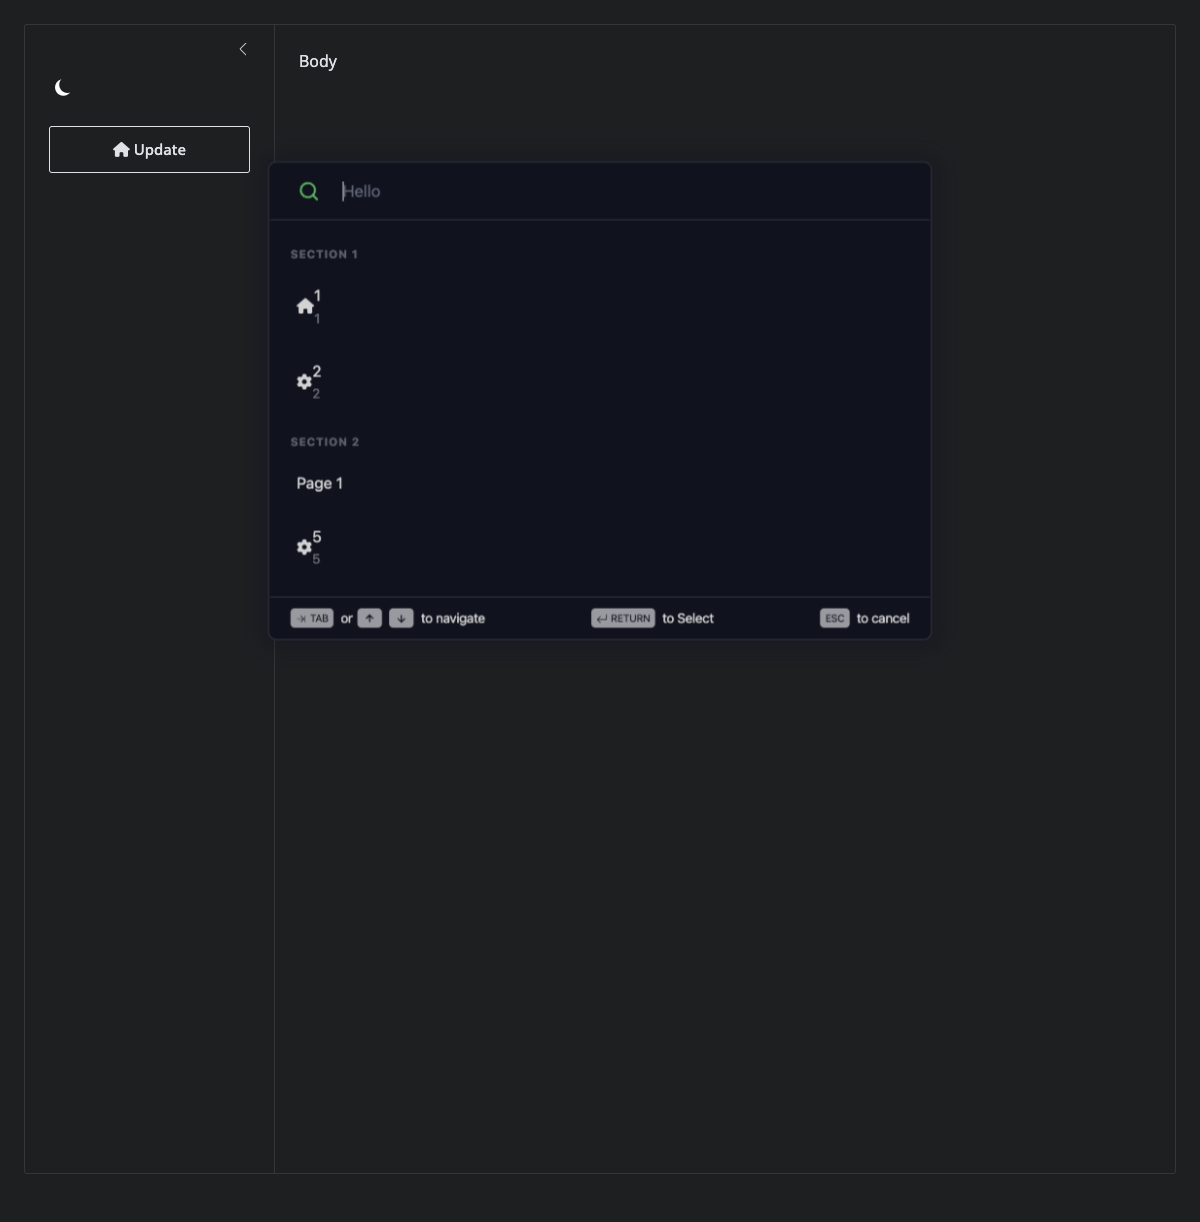 Body
Update
Hello
SECTION 1
1
1
2
2
SECTION 2
Page 1
5
5
TAB or to navigate RETURN to Select ESC to cancel